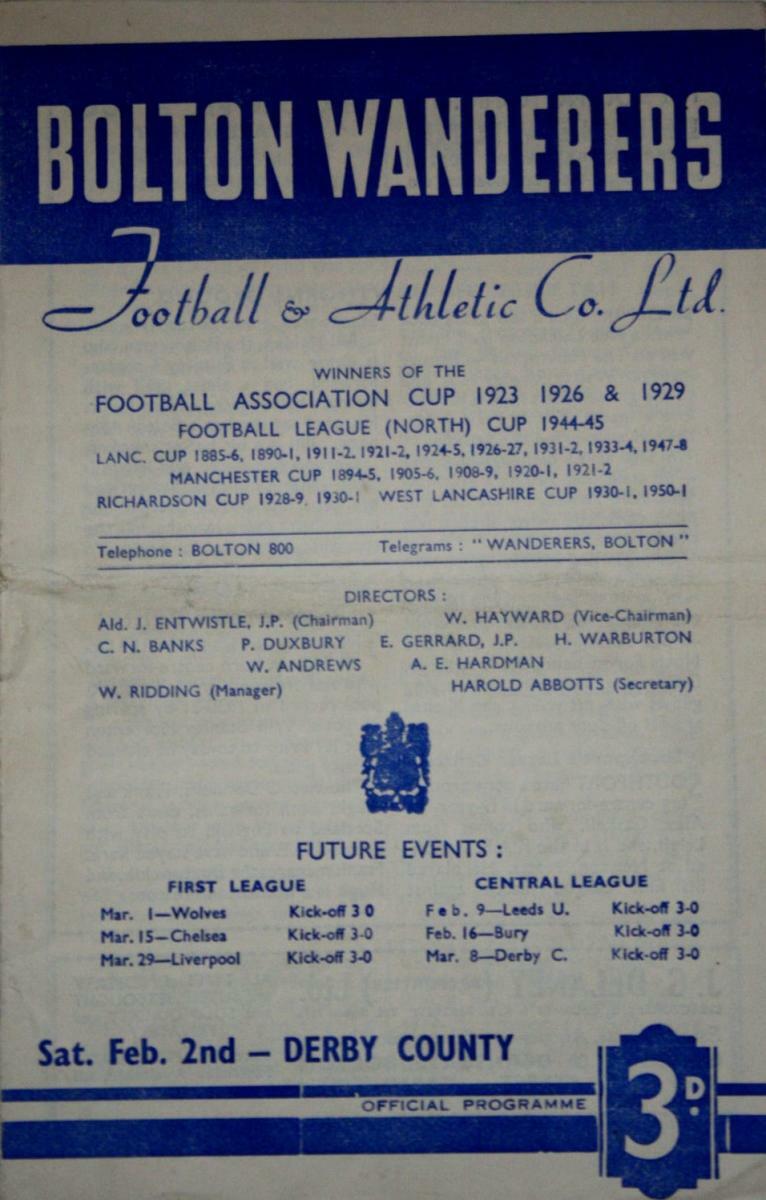 BOLTON WANDERERS
Football & Athletic Co. Ltd.
WINNERS OF THE
FOOTBALL ASSOCIATION CUP 1923 1926 & 1929
FOOTBALL LEAGUE (NORTH) CUP 1944-45
LANC. CUP 1885-6, 1890-1, 1911-2. 1921-2, 1924-5, 1926-27, 1931-2, 1933-4, 1947-8
MANCHESTER CUP 1894-5, 1905-6, 1908-9, 1920-1, 1921-2
RICHARDSON CUP 1928-9, 1930-1 WEST LANCASHIRE CUP 1930-1, 1950-1
Telephone : BOLTON 800 Telegrams : "WANDERERS, BOLTON"
DIRECTORS :
Ald. J. ENTWISTLE, J.P. (Chairman) W. HAYWARD (Vice-Chairman)
C. N. BANKS P. DUXBURY E. GERRARD, J.P. H. WARBURTON
W. ANDREWS A. E. HARDMAN
W. RIDDING (Manager) HAROLD ABBOTTS (Secretary)
FUTURE EVENTS :
FIRST LEAGUE CENTRAL LEAGUE
Mar. 1—Wolves Kick-off 3 0 Feb. 9—Leeds U. Kick-off 3-0
Mar. 15—Chelsea Kick-off 3-0 Feb. 16—Bury Kick-off 3-0
Mar. 29—Liverpool Kick-off 3-0 Mar. 8—Derby C. Kick-off 3-0
Sat. Feb. 2nd — DERBY COUNTY
OFFICIAL PROGRAMME
3D.